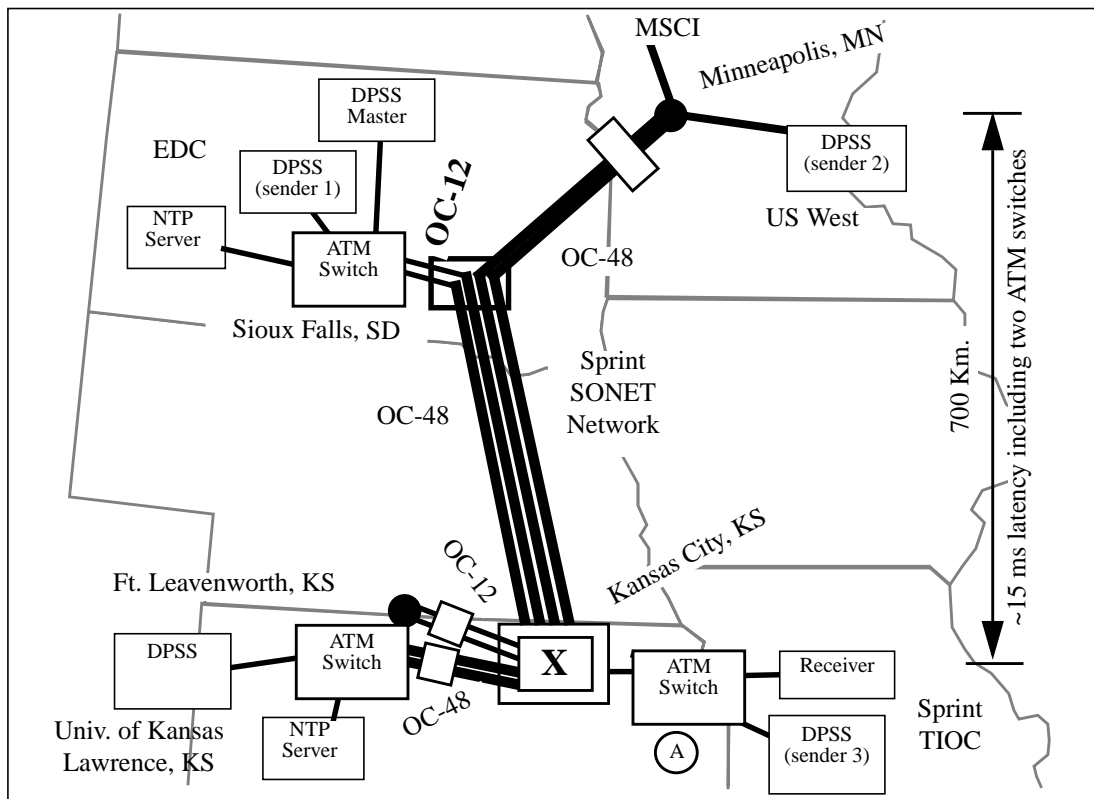 MSCI
Minneapolis, MN
DPSS
Master
EDC
DPSS
(sender 1)
OC-12
DPSS
(sender 2)
NTP
Server
ATM
Switch
US West
OC-48
Sioux Falls, SD
Sprint
SONET
Network
OC-48
700 Km.
~15 ms latency including two ATM switches
Kansas City, KS
OC-12
Ft. Leavenworth, KS
DPSS
ATM
Switch
X
ATM
Switch
Receiver
OC-48
Univ. of Kansas
Lawrence, KS
NTP
Server
A
DPSS
(sender 3)
Sprint
TIOC